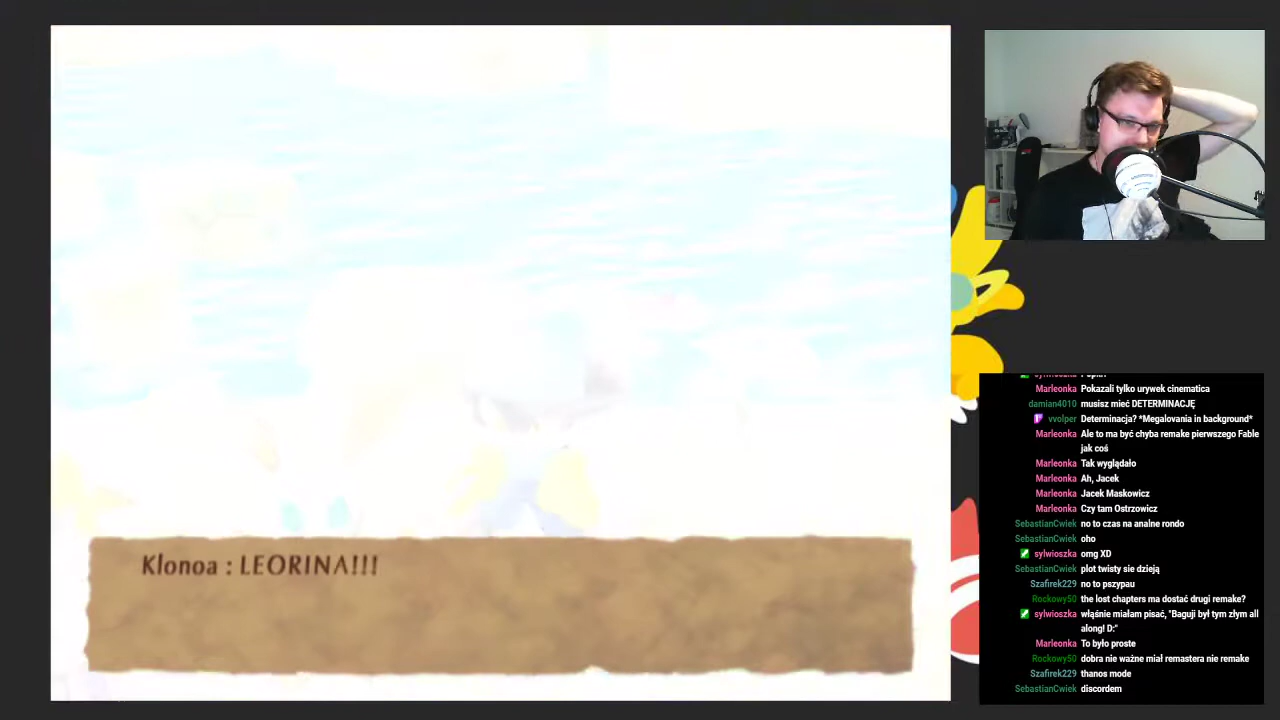 Klonoa : LEORINA!!!
Marleonka Pokazali tylko urywek cinematica
damian4010 musisz mieć DETERMINACJĘ
vvolper Determinacja? *Megalovania in background*
Marleonka Ale to ma być chyba remake pierwszego Fable
jak coś
Marleonka Tak wyglądało
Marleonka Ah, Jacek
Marleonka Jacek Maskowicz
Marleonka Czy tam Ostrzowicz
SebastianCwiek no to czas na analne rondo
SebastianCwiek oho
sylwioszka omg XD
SebastianCwiek plot twisty sie dzieją
Szafirek229 no to pszypau
Rockowy50 the lost chapters ma dostać drugi remake?
sylwioszka włąśnie miałam pisać, "Baguji był tym złym all
along! D:"
Marleonka To było proste
Rockowy50 dobra nie ważne miał remastera nie remake
Szafirek229 thanos mode
SebastianCwiek discordem